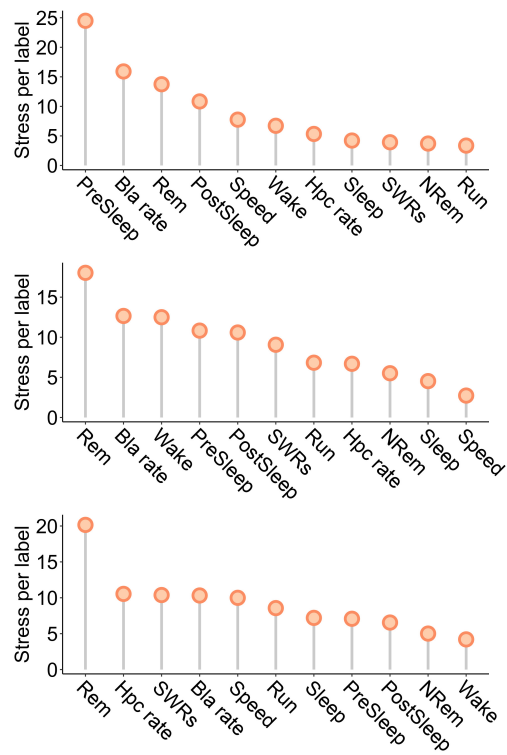 Stress per label
25
20
15
10
5
0
PreSleep
Bla rate
Rem
PostSleep
Speed
Wake
Hpc rate
Sleep
SWRs
NRem
Run
Stress per label
15
10
5
0
Rem
Bla rate
Wake
PreSleep
PostSleep
SWRs
Run
Hpc rate
NRem
Sleep
Speed
Stress per label
20
15
10
5
0
Rem
Hpc rate
SWRs
Bla rate
Speed
Run
Sleep
PreSleep
PostSleep
NRem
Wake